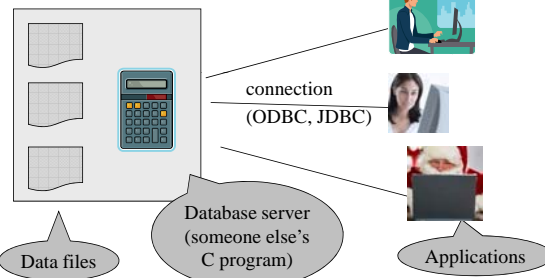 connection
(ODBC, JDBC)
Database server
(someone else's
C program)
Data files
Applications